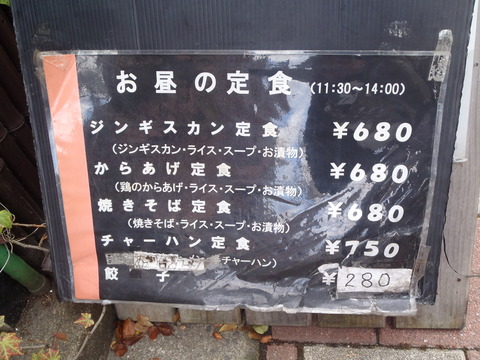 お昼の定食 (11:30～14:00)
ジンギスカン定食 ¥680
(ジンギスカン・ライス・スープ・お漬物)
からあげ定食 ¥680
(鶏のからあげ・ライス・スープ・お漬物)
焼きそば定食 ¥680
(焼きそば・ライス・スープ・お漬物)
チャーハン定食 ¥750
チャーハン)
餃子 ¥280